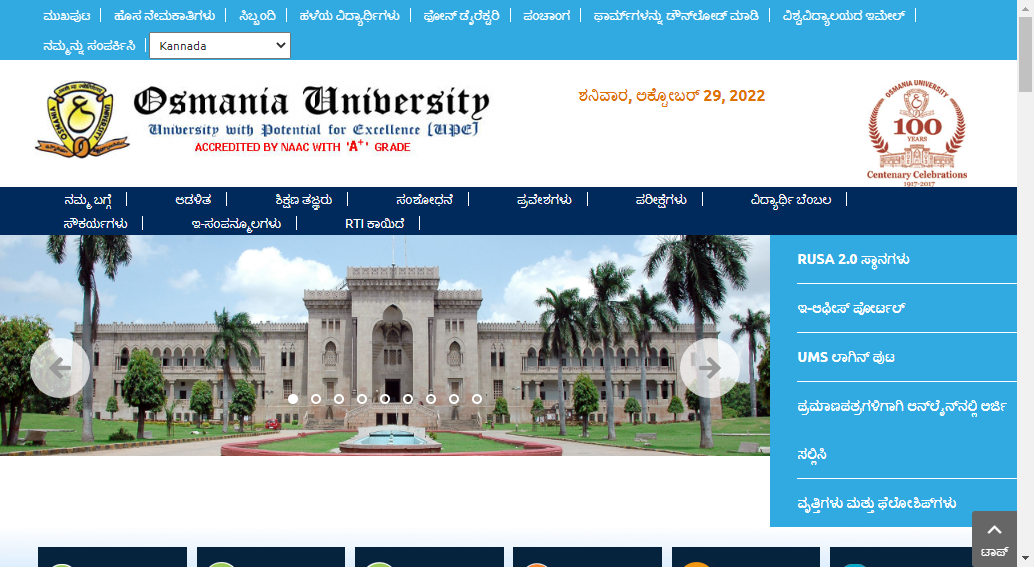 ಮುಖಪುಟ ಹೊಸ ನೇಮಕಾತಿಗಳು ಸಿಬ್ಬಂದಿ ಹಳೆಯ ವಿದ್ಯಾರ್ಥಿಗಳು ಫೋನ್ ಡೈರೆಕ್ಟರಿ ಪಂಚಾಂಗ ಫಾರ್ಮ್‌ಗಳನ್ನು ಡೌನ್‌ಲೋಡ್ ಮಾಡಿ ವಿಶ್ವವಿದ್ಯಾಲಯದ ಇಮೇಲ್
ನಮ್ಮನ್ನು ಸಂಪರ್ಕಿಸಿ Kannada
Osmania University
University with Potential for Excellence (UPE)
ACCREDITED BY NAAC WITH 'A+' GRADE
ಶನಿವಾರ, ಅಕ್ಟೋಬರ್ 29, 2022
OSMANIA UNIVERSITY
100
YEARS
Centenary Celebrations
1917-2017
ನಮ್ಮ ಬಗ್ಗೆ ಆಡಳಿತ ಶಿಕ್ಷಣ ತಜ್ಞರು ಸಂಶೋಧನೆ ಪ್ರವೇಶಗಳು ಪರೀಕ್ಷೆಗಳು ವಿದ್ಯಾರ್ಥಿ ಬೆಂಬಲ
ಸೌಕರ್ಯಗಳು ಇ-ಸಂಪನ್ಮೂಲಗಳು RTI ಕಾಯಿದೆ
RUSA 2.0 ಸ್ಥಾನಗಳು
ಇ-ಆಫೀಸ್ ಪೋರ್ಟಲ್
UMS ಲಾಗಿನ್ ಪುಟ
ಪ್ರಮಾಣಪತ್ರಗಳಿಗಾಗಿ ಆನ್‌ಲೈನ್‌ನಲ್ಲಿ ಅರ್ಜಿ
ಸಲ್ಲಿಸಿ
ವೃತ್ತಿಗಳು ಮತ್ತು ಫೆಲೋಶಿಪ್‌ಗಳು
ಟಾಪ್